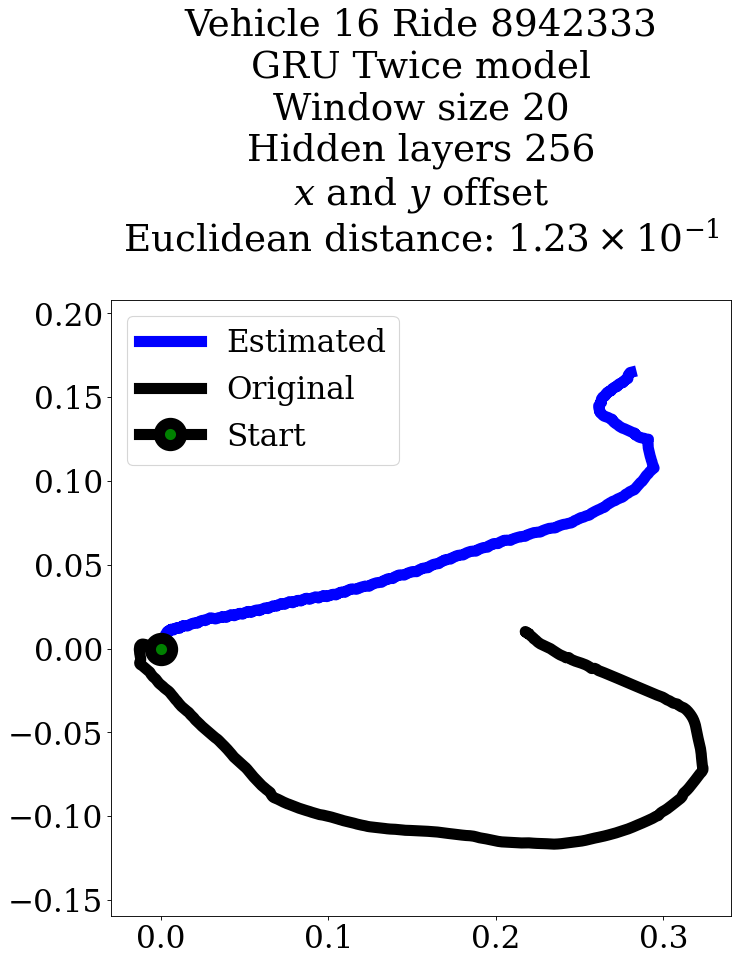 Vehicle 16 Ride 8942333
GRU Twice model
Window size 20
Hidden layers 256
x and y offset
Euclidean distance: 1.23 × 10⁻¹
Estimated
Original
Start
0.20
0.15
0.10
0.05
0.00
−0.05
−0.10
−0.15
0.0 0.1 0.2 0.3